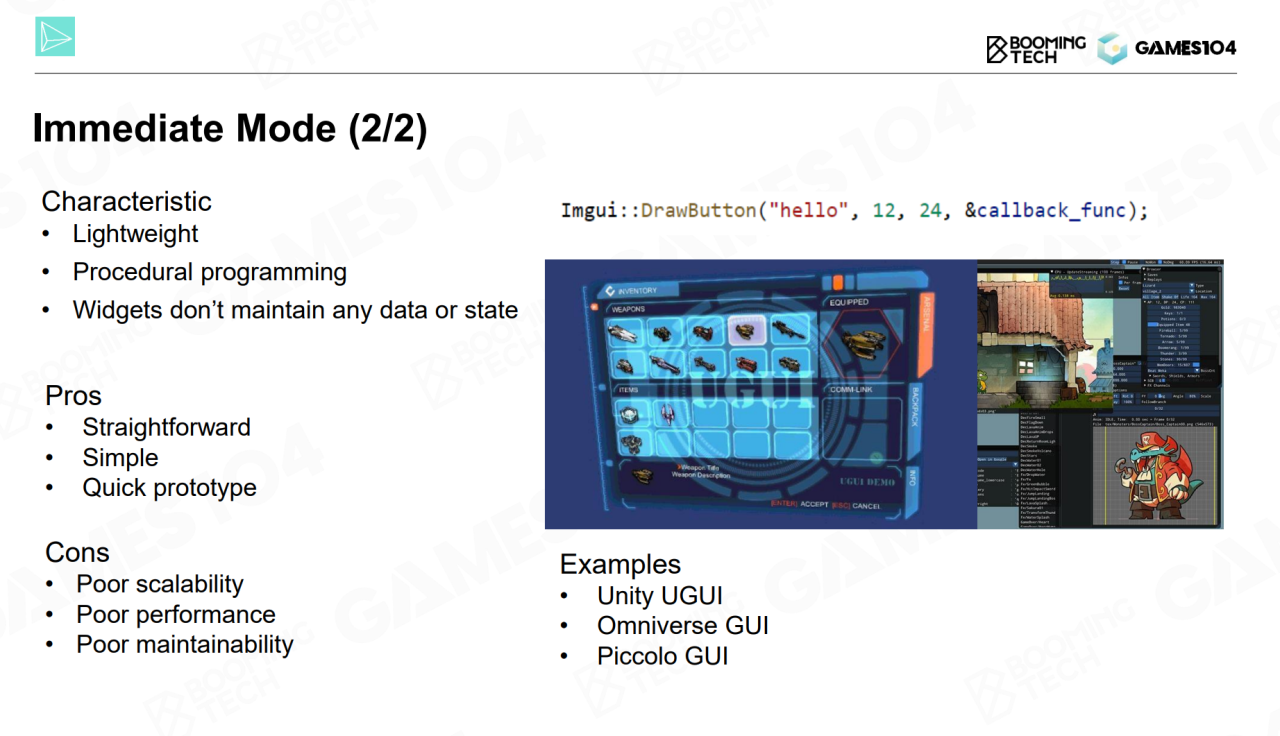 BOOMING
TECH
GAMES104
Immediate Mode (2/2)
Characteristic
• Lightweight
• Procedural programming
• Widgets don’t maintain any data or state
Pros
• Straightforward
• Simple
• Quick prototype
Cons
• Poor scalability
• Poor performance
• Poor maintainability
Imgui::DrawButton("hello", 12, 24, &callback_func);
INVENTORY
WEAPONS
EQUIPPED
ARSENAL
ITEMS
UGUI
COMM-LINK
BACKPACK
Weapon Title
Weapon Description
UGUI DEMO
INFO
[ENTER] ACCEPT [ESC] CANCEL
Examples
• Unity UGUI
• Omniverse GUI
• Piccolo GUI